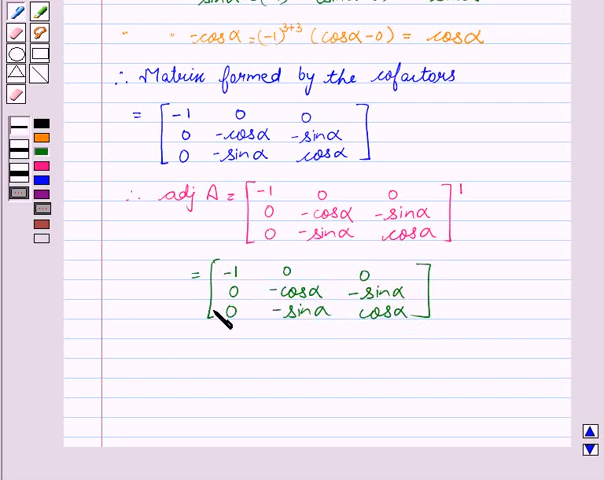 " " -cosα = (-1)³⁺³ (cosα-0) = cosα
∴ Matrix formed by the cofactors
= [ -1 0 0
0 -cosα -sinα
0 -sinα cosα ]
∴ adj A = [ -1 0 0 ]'
0 -cosα -sinα
0 -sinα cosα
= [ -1 0 0
0 -cosα -sinα
0 -sinα cosα ]